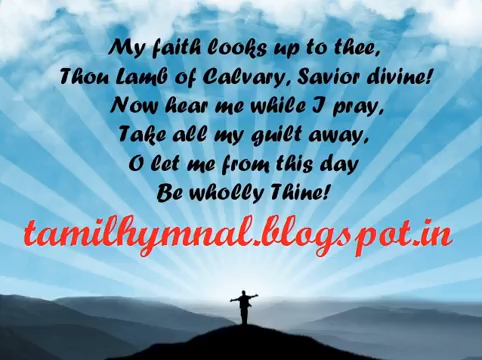 My faith looks up to thee,
Thou Lamb of Calvary, Savior divine!
Now hear me while I pray,
Take all my guilt away,
O let me from this day
Be wholly Thine!
tamilhymnal.blogspot.in